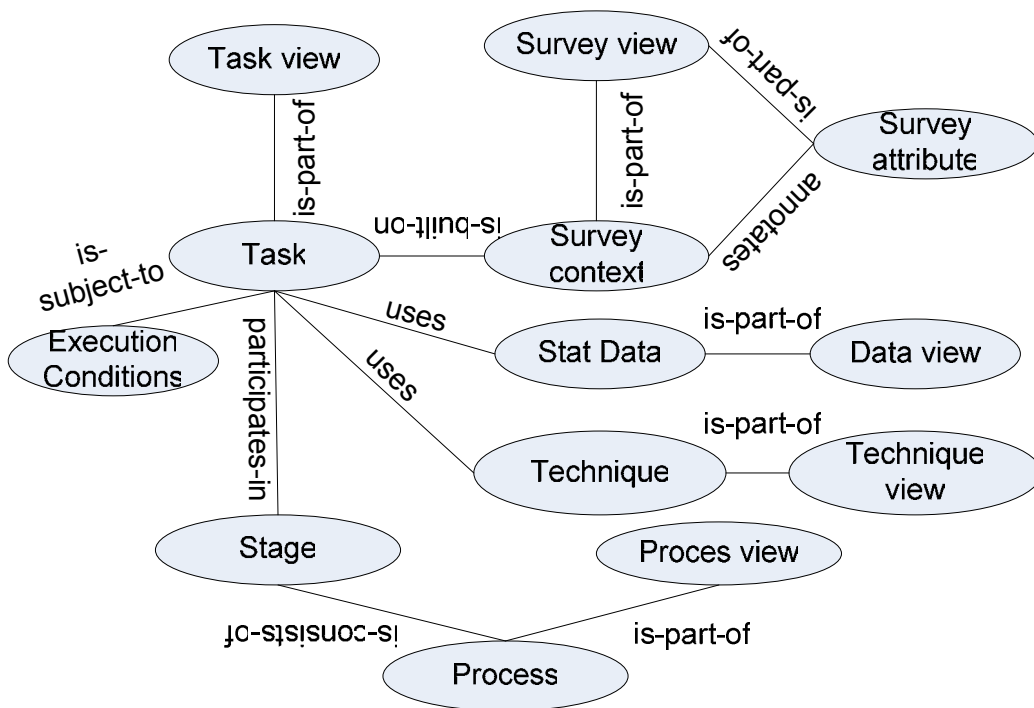 Task view
Survey view
is-part-of
Survey
attribute
is-part-of
is-part-of
annotates
Task
is-built-on
Survey
context
is-
subject-to
Execution
Conditions
uses
Stat Data
is-part-of
Data view
uses
participates-in
Technique
is-part-of
Technique
view
Stage
Proces view
is-consists-of
is-part-of
Process